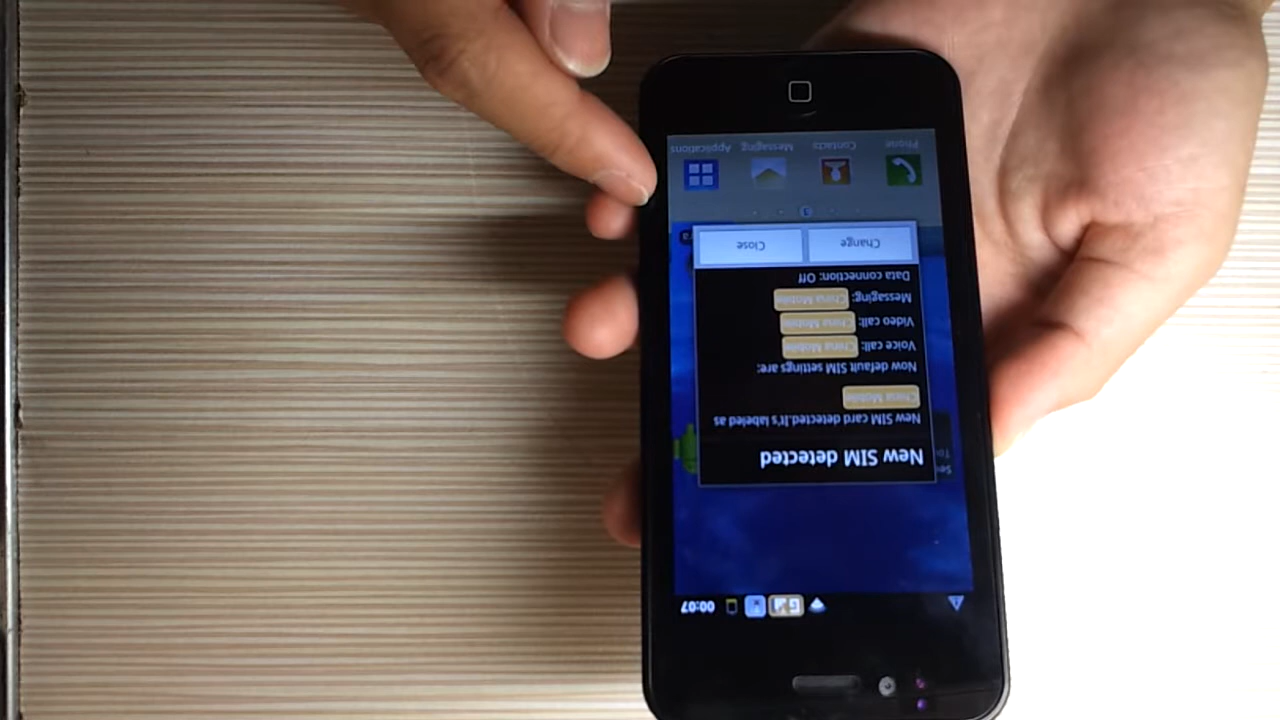 00:07
New SIM detected
New SIM card detected.It's labeled as
China Mobile
Now default SIM settings are:
Voice call: China Mobile
Video call: China Mobile
Messaging: China Mobile
Data connection: Off
Change Close
3
Phone Contacts Messaging Applications